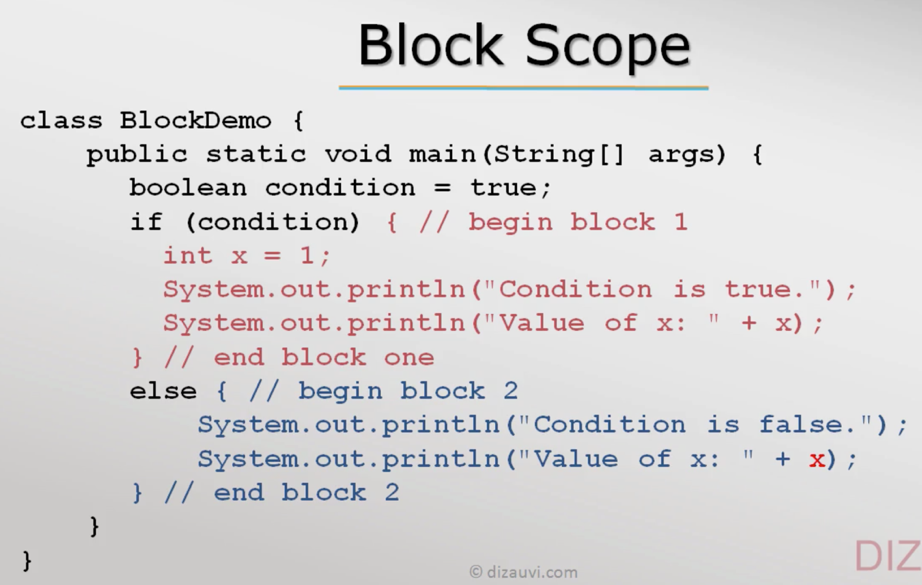 Block Scope
class BlockDemo {
public static void main(String[] args) {
boolean condition = true;
if (condition) { // begin block 1
int x = 1;
System.out.println("Condition is true.");
System.out.println("Value of x: " + x);
} // end block one
else { // begin block 2
System.out.println("Condition is false.");
System.out.println("Value of x: " + x);
} // end block 2
}
}
© dizauvi.com
DIZ